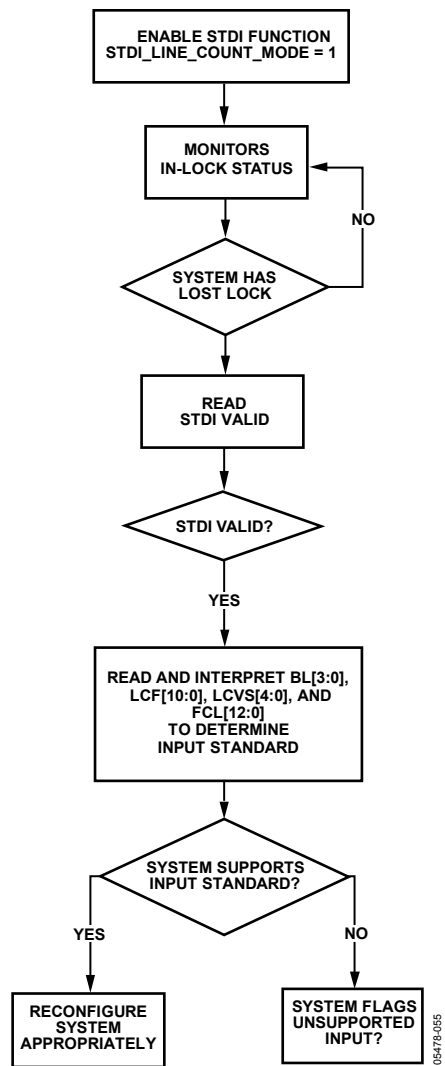 ENABLE STDI FUNCTION
STDI_LINE_COUNT_MODE = 1
MONITORS
IN-LOCK STATUS
NO
SYSTEM HAS
LOST LOCK
READ
STDI VALID
STDI VALID?
YES
READ AND INTERPRET BL[3:0],
LCF[10:0], LCVS[4:0], AND
FCL[12:0]
TO DETERMINE
INPUT STANDARD
SYSTEM SUPPORTS
INPUT STANDARD?
YES
NO
RECONFIGURE
SYSTEM
APPROPRIATELY
SYSTEM FLAGS
UNSUPPORTED
INPUT?
05478-055